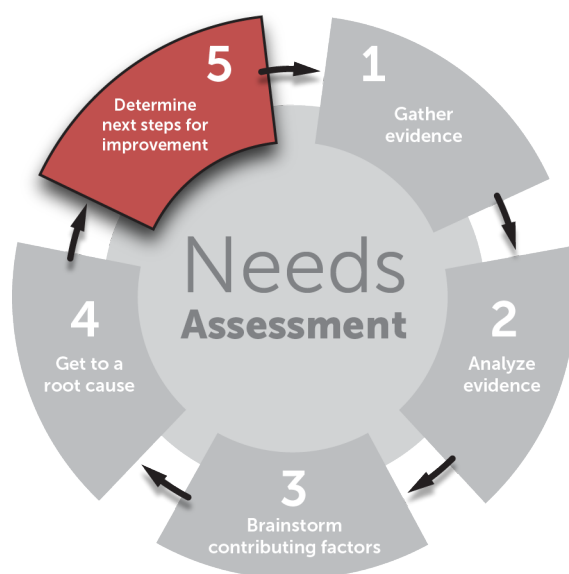 Needs
Assessment
1
Gather
evidence
2
Analyze
evidence
3
Brainstorm
contributing factors
4
Get to a
root cause
5
Determine
next steps for
improvement